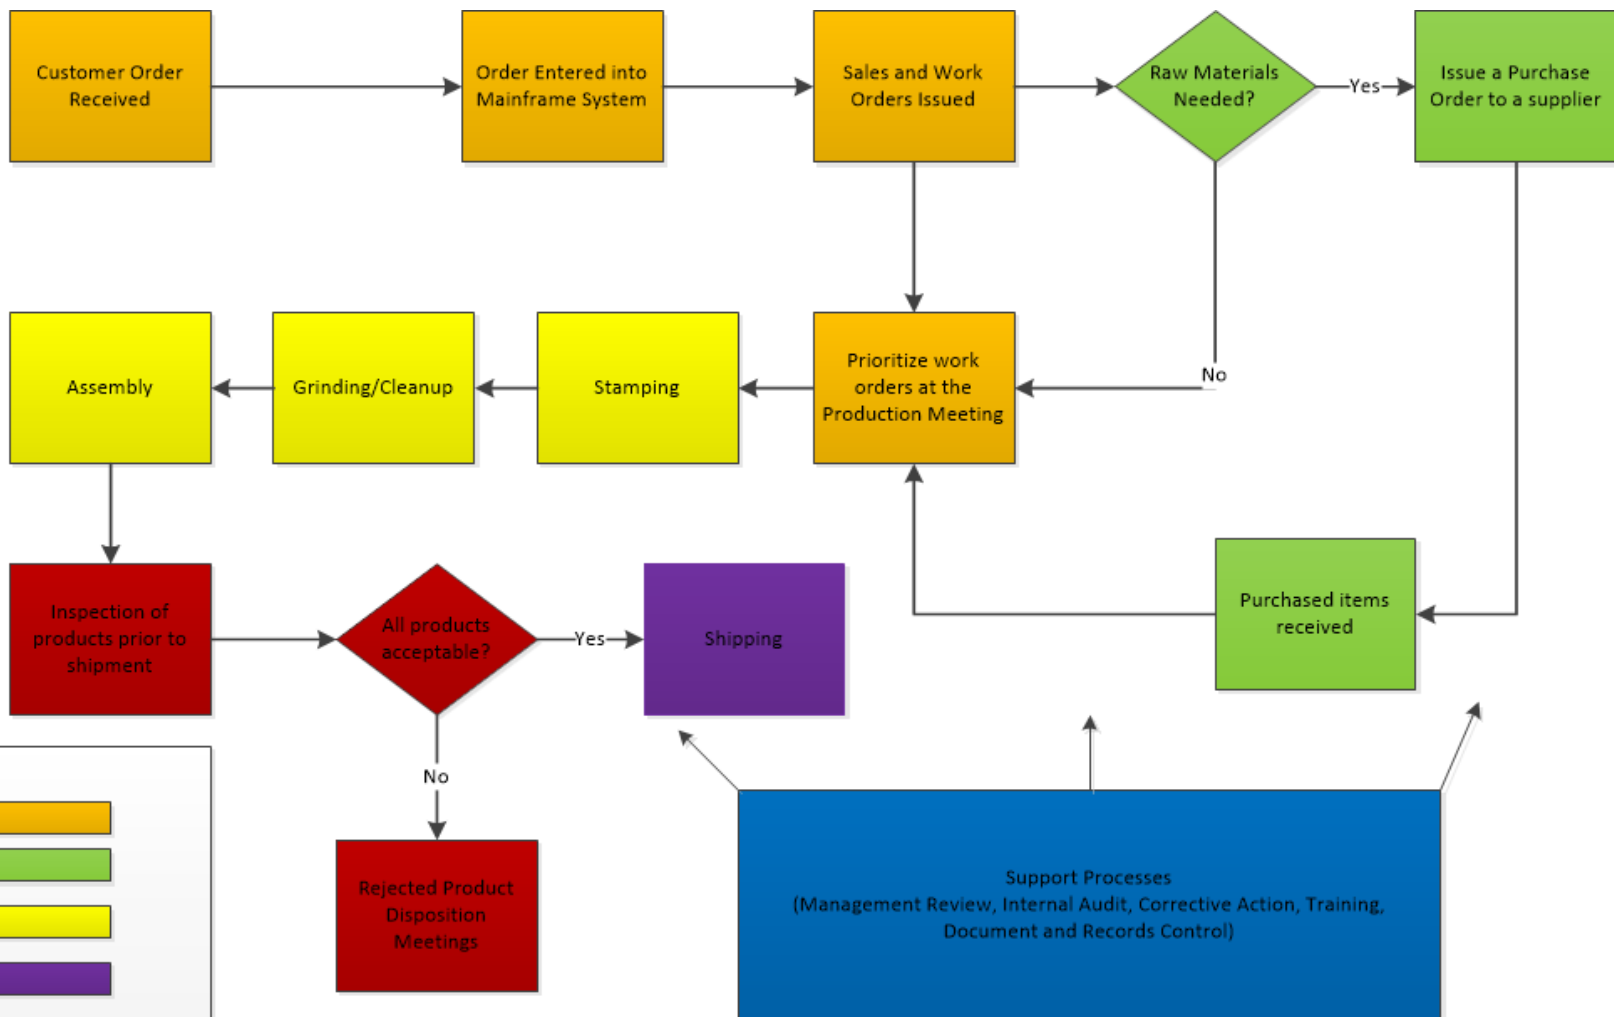 Customer Order
Received
Order Entered into
Mainframe System
Sales and Work
Orders Issued
Raw Materials
Needed?
Yes
Issue a Purchase
Order to a supplier
Assembly
Grinding/Cleanup
Stamping
Prioritize work
orders at the
Production Meeting
No
Inspection of
products prior to
shipment
All products
acceptable?
Yes
Shipping
Purchased items
received
No
Rejected Product
Disposition
Meetings
Support Processes
(Management Review, Internal Audit, Corrective Action, Training,
Document and Records Control)